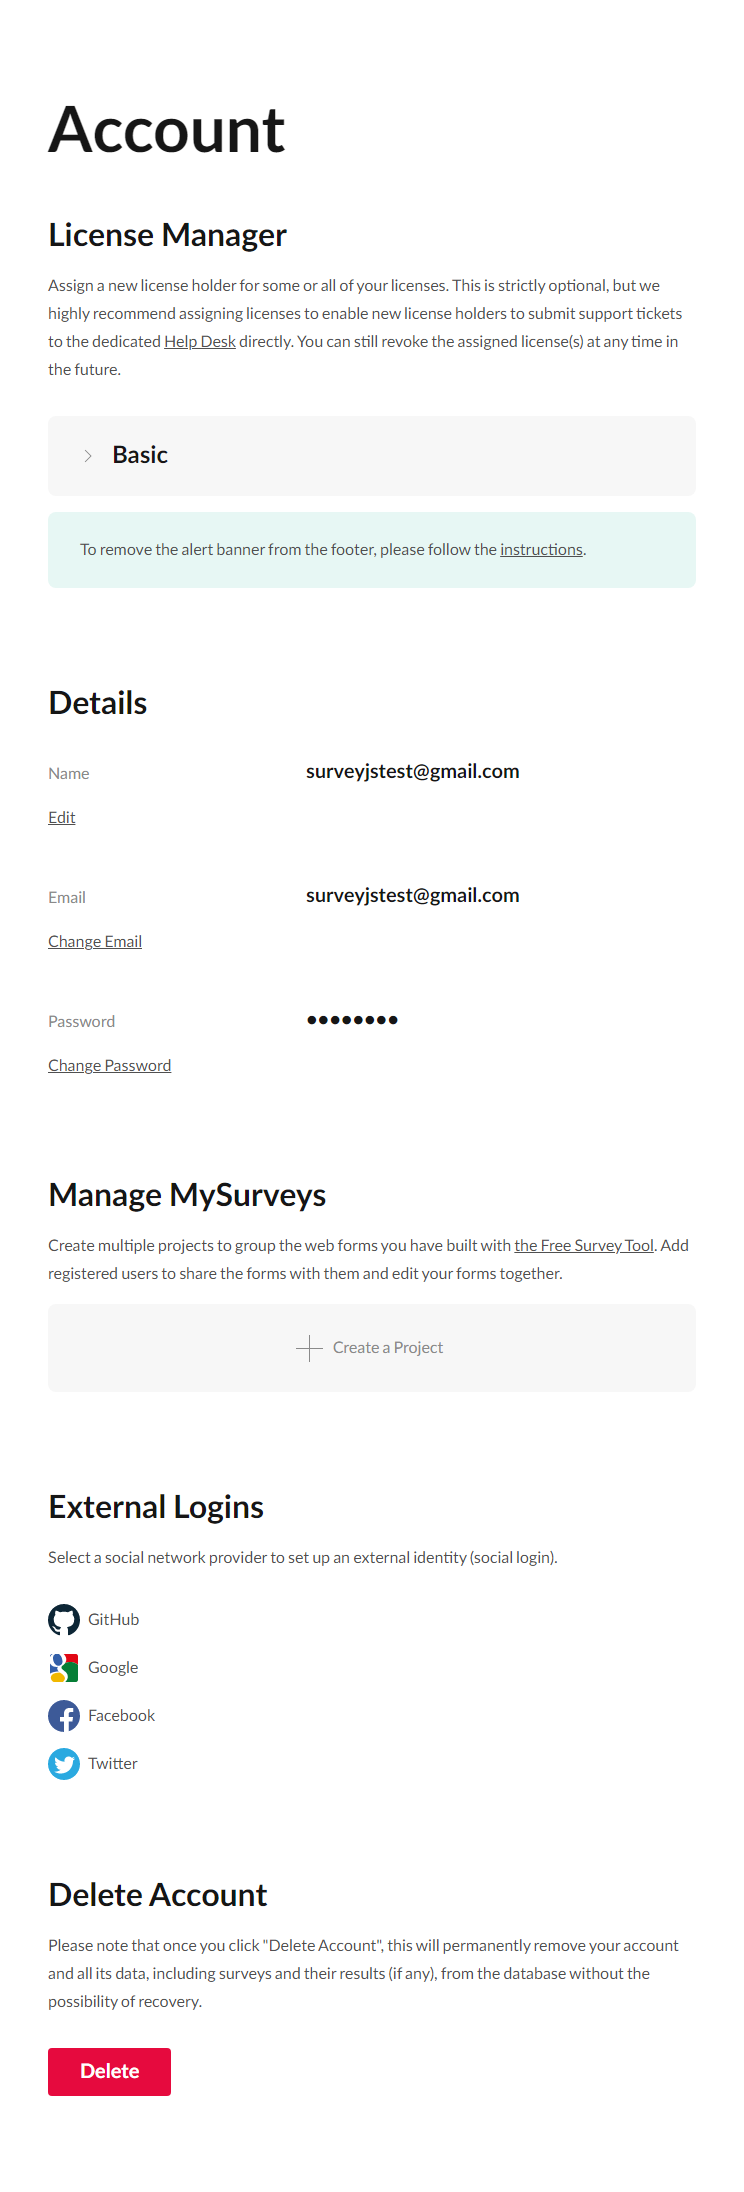 Account
License Manager
Assign a new license holder for some or all of your licenses. This is strictly optional, but we
highly recommend assigning licenses to enable new license holders to submit support tickets
to the dedicated Help Desk directly. You can still revoke the assigned license(s) at any time in
the future.
Basic
To remove the alert banner from the footer, please follow the instructions.
Details
Name surveyjstest@gmail.com
Edit
Email surveyjstest@gmail.com
Change Email
Password ••••••••
Change Password
Manage MySurveys
Create multiple projects to group the web forms you have built with the Free Survey Tool. Add
registered users to share the forms with them and edit your forms together.
Create a Project
External Logins
Select a social network provider to set up an external identity (social login).
GitHub
Google
Facebook
Twitter
Delete Account
Please note that once you click "Delete Account", this will permanently remove your account
and all its data, including surveys and their results (if any), from the database without the
possibility of recovery.
Delete